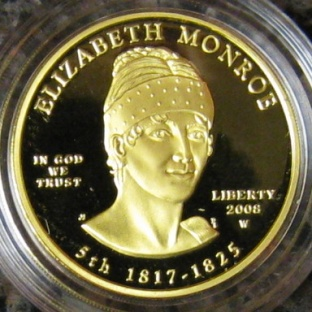 ELIZABETH MONROE
IN GOD
WE
TRUST
LIBERTY
2008
W
5th 1817-1825